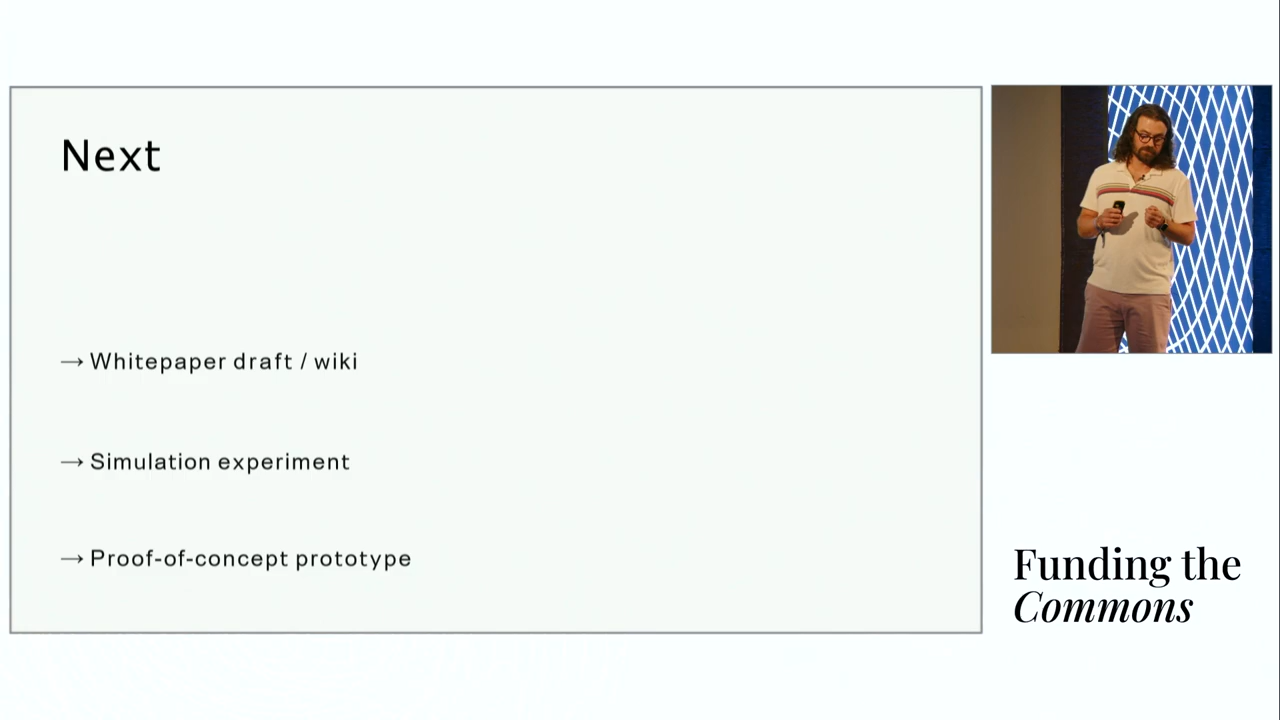 Next
→ Whitepaper draft / wiki
→ Simulation experiment
→ Proof-of-concept prototype
Funding the
Commons